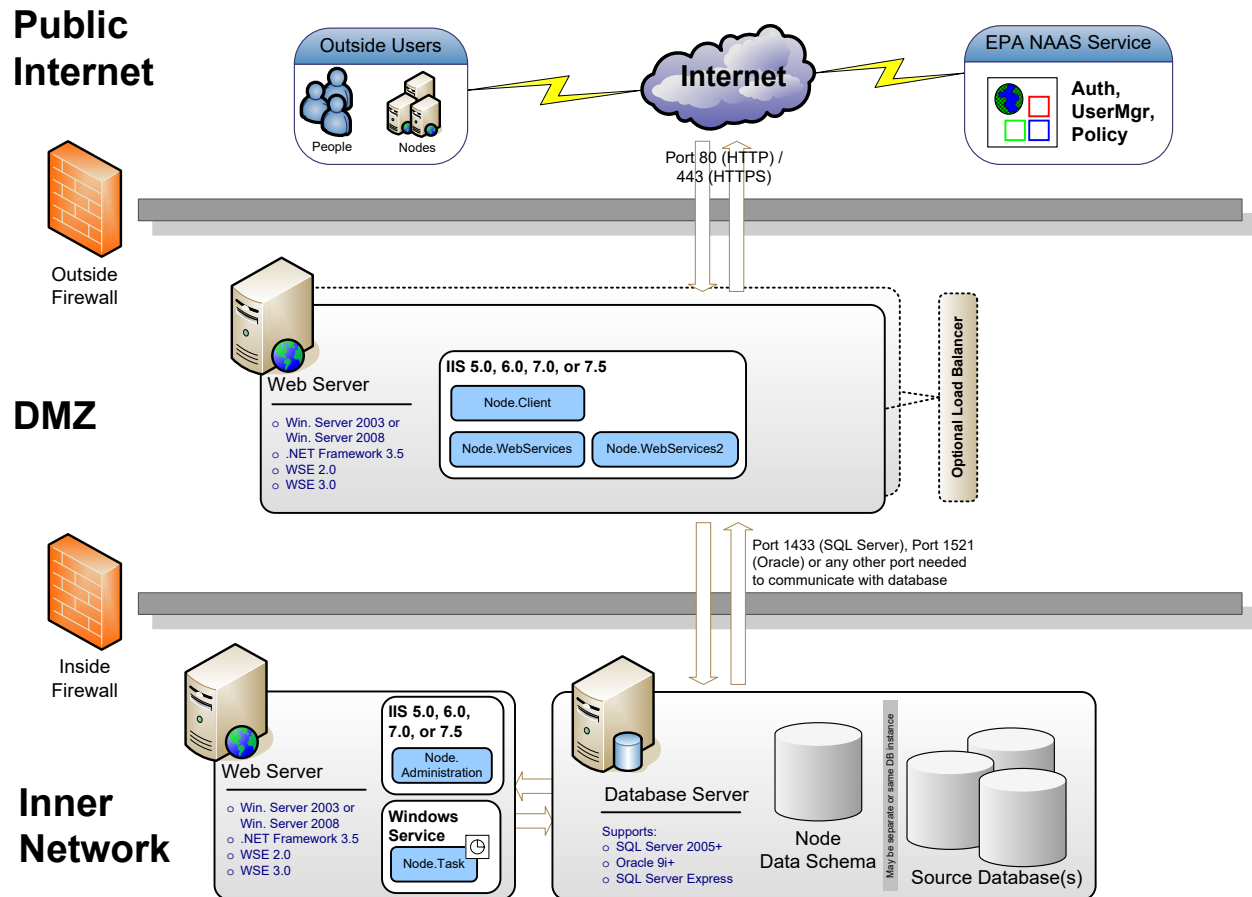 Public
Internet
Outside Users
People
Nodes
Internet
EPA NAAS Service
Auth,
UserMgr,
Policy
Port 80 (HTTP) /
443 (HTTPS)
Outside
Firewall
DMZ
Web Server
o Win. Server 2003 or
Win. Server 2008
o .NET Framework 3.5
o WSE 2.0
o WSE 3.0
IIS 5.0, 6.0, 7.0, or 7.5
Node.Client
Node.WebServices
Node.WebServices2
Optional Load Balancer
Port 1433 (SQL Server), Port 1521
(Oracle) or any other port needed
to communicate with database
Inside
Firewall
Inner
Network
Web Server
o Win. Server 2003 or
Win. Server 2008
o .NET Framework 3.5
o WSE 2.0
o WSE 3.0
IIS 5.0, 6.0,
7.0, or 7.5
Node.
Administration
Windows
Service
Node.Task
Database Server
Supports:
o SQL Server 2005+
o Oracle 9i+
o SQL Server Express
Node
Data Schema
May be separate or same DB instance
Source Database(s)